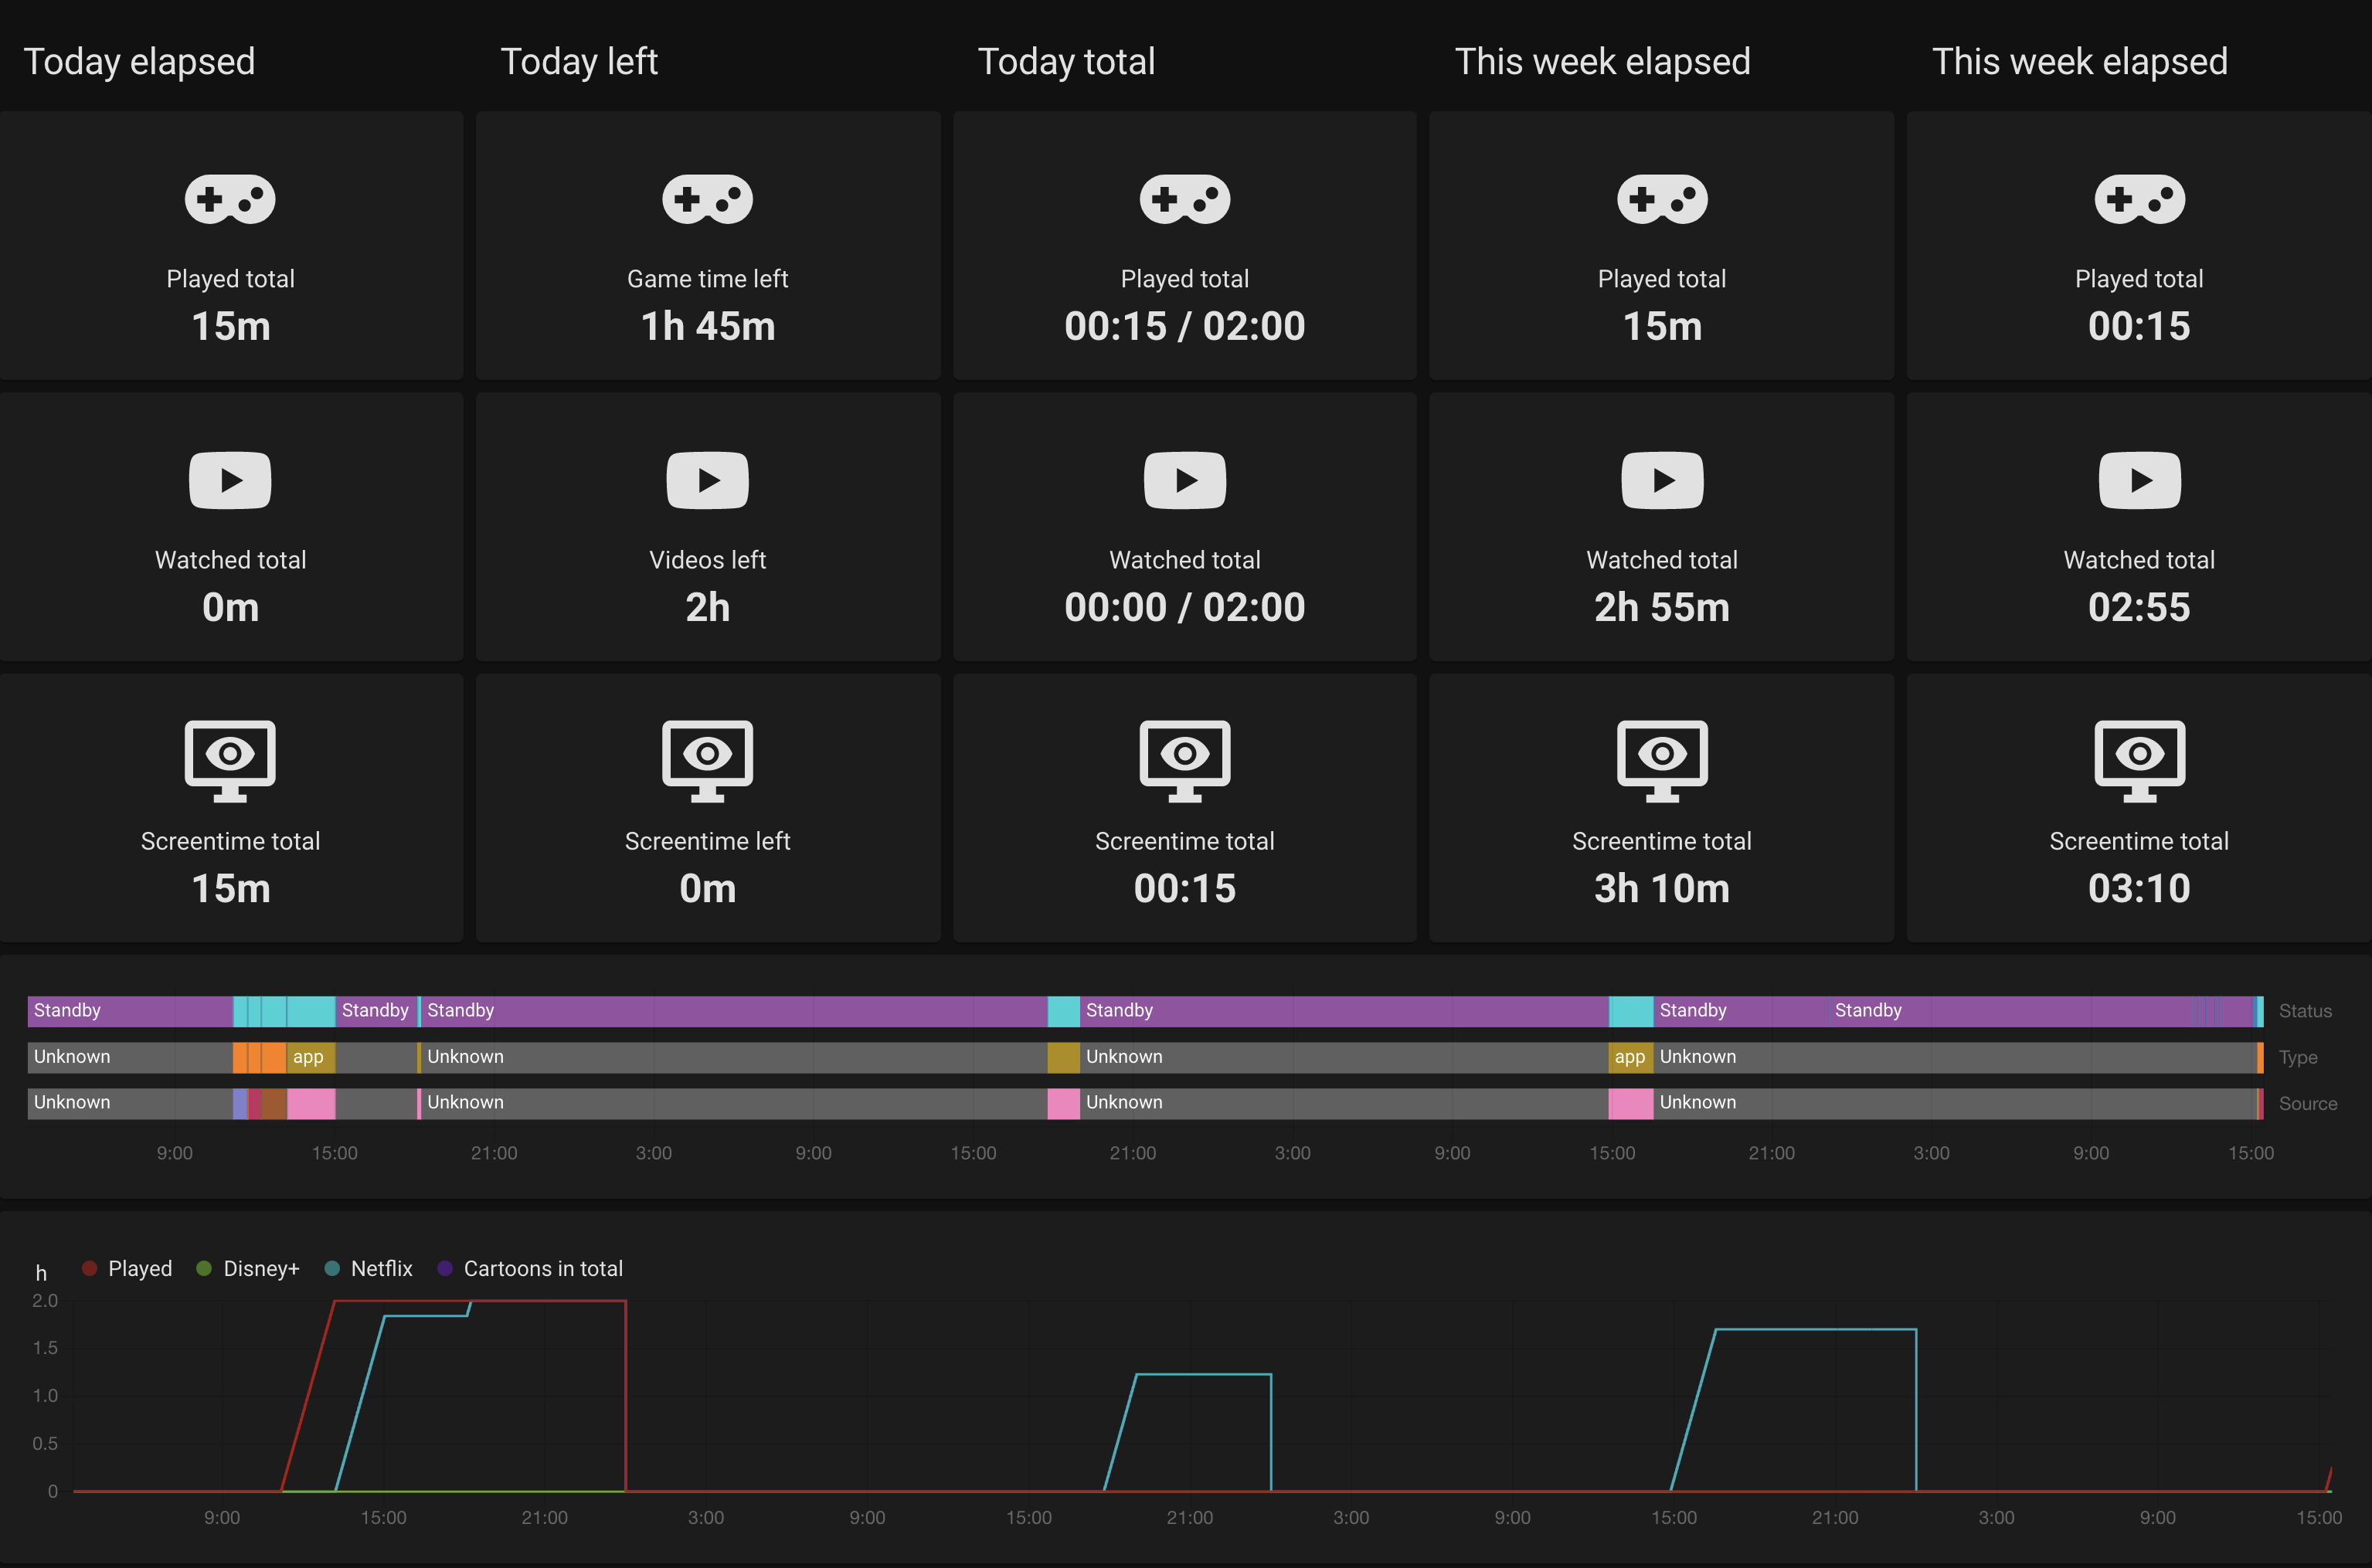 Today elapsed
Today left
Today total
This week elapsed
This week elapsed
Played total
15m
Game time left
1h 45m
Played total
00:15 / 02:00
Played total
15m
Played total
00:15
Watched total
0m
Videos left
2h
Watched total
00:00 / 02:00
Watched total
2h 55m
Watched total
02:55
Screentime total
15m
Screentime left
0m
Screentime total
00:15
Screentime total
3h 10m
Screentime total
03:10
Standby Standby Standby Standby Standby Standby Status
Unknown app Unknown Unknown app Unknown Type
Unknown Unknown Unknown Unknown Source
9:00 15:00 21:00 3:00 9:00 15:00 21:00 3:00 9:00 15:00 21:00 3:00 9:00 15:00
h Played Disney+ Netflix Cartoons in total
2.0
1.5
1.0
0.5
0
9:00 15:00 21:00 3:00 9:00 15:00 21:00 3:00 9:00 15:00 21:00 3:00 9:00 15:00